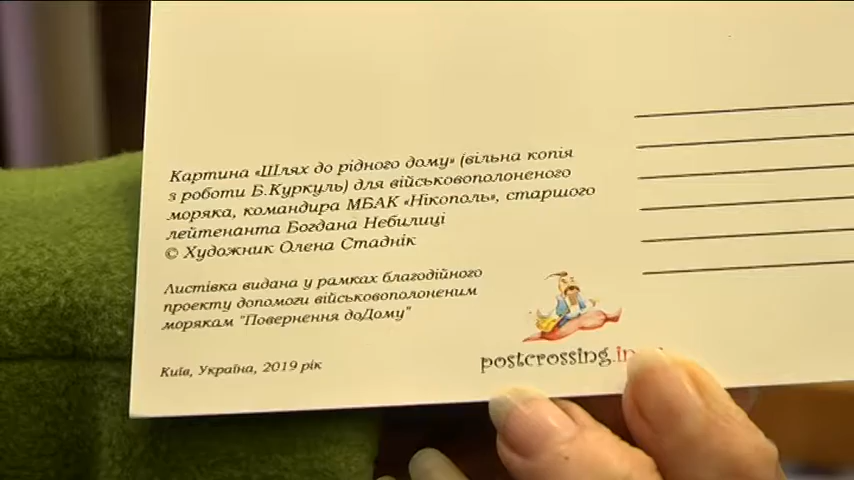 Картина «Шлях до рідного дому» (вільна копія
з роботи Б.Куркуль) для військовополоненого
моряка, командира МБАК «Нікополь», старшого
лейтенанта Богдана Небилиці
© Художник Олена Стаднік
Листівка видана у рамках благодійного
проекту допомоги військовополоненим
морякам "Повернення доДОМу"
Київ, Україна, 2019 рік
postcrossing.in